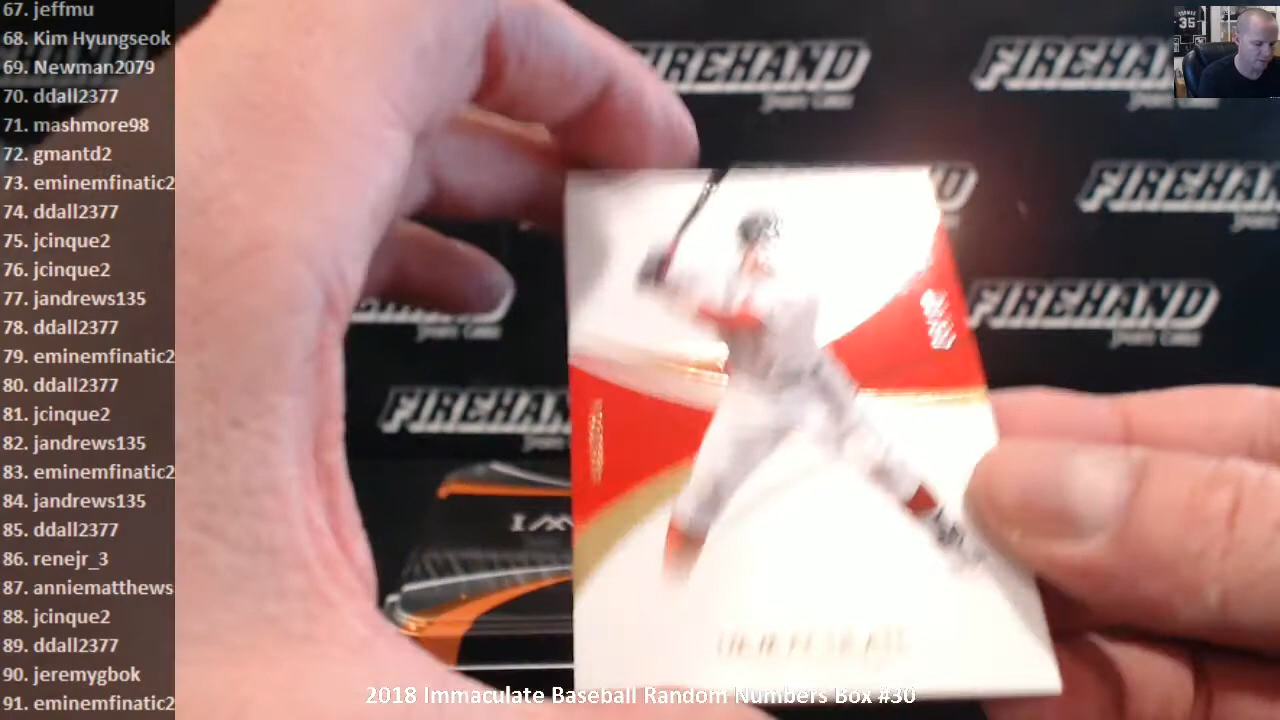 67. jeffmu
68. Kim Hyungseok
69. Newman2079
70. ddall2377
71. mashmore98
72. gmantd2
73. eminemfinatic2
74. ddall2377
75. jcinque2
76. jcinque2
77. jandrews135
78. ddall2377
79. eminemfinatic2
80. ddall2377
81. jcinque2
82. jandrews135
83. eminemfinatic2
84. jandrews135
85. ddall2377
86. renejr_3
87. anniematthews
88. jcinque2
89. ddall2377
90. jeremygbok
91. eminemfinatic2
FIREHAND
FIREHAND
FIREHAND
FIREHAND
FIREHAND
35
2018 Immaculate Baseball Random Numbers Box #30